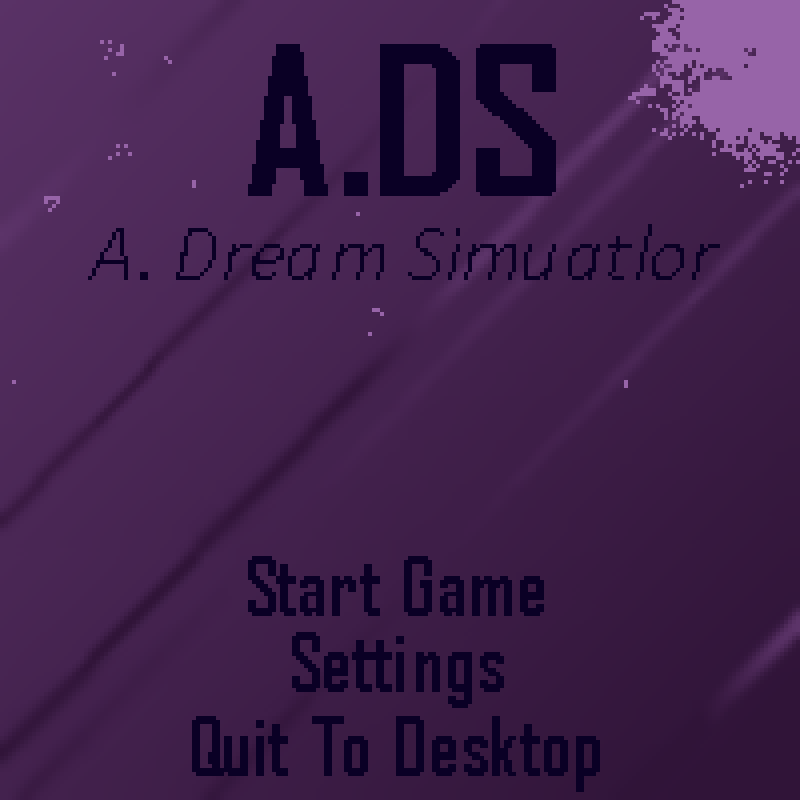 A.DS
A. Dream Simuatlor
Start Game
Settings
Quit To Desktop